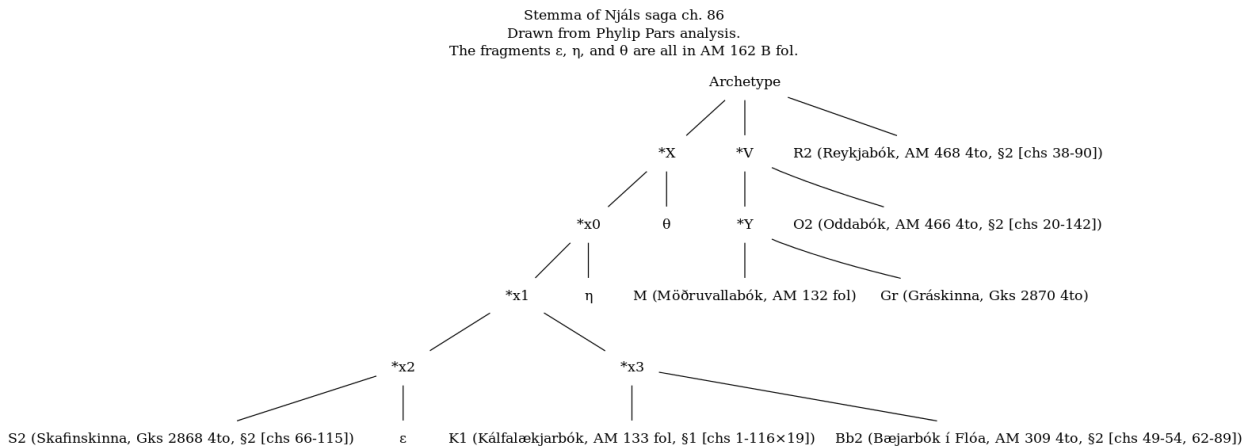 Stemma of Njáls saga ch. 86
Drawn from Phylip Pars analysis.
The fragments ε, η, and θ are all in AM 162 B fol.
Archetype
*X *V R2 (Reykjabók, AM 468 4to, §2 [chs 38-90])
*x0 θ *Y O2 (Oddabók, AM 466 4to, §2 [chs 20-142])
*x1 η M (Möðruvallabók, AM 132 fol) Gr (Gráskinna, Gks 2870 4to)
*x2 *x3
S2 (Skafinskinna, Gks 2868 4to, §2 [chs 66-115]) ε K1 (Kálfalækjarbók, AM 133 fol, §1 [chs 1-116×19]) Bb2 (Bæjarbók í Flóa, AM 309 4to, §2 [chs 49-54, 62-89])